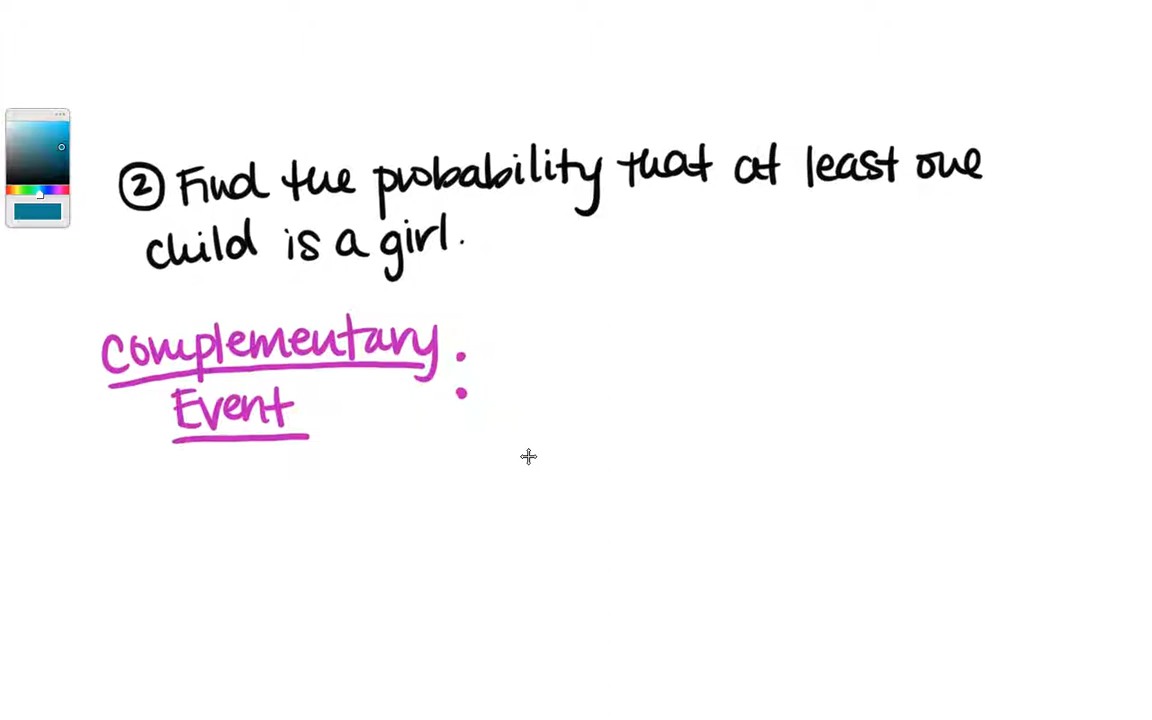 ② Find the probability that at least one
child is a girl.
Complementary :
Event